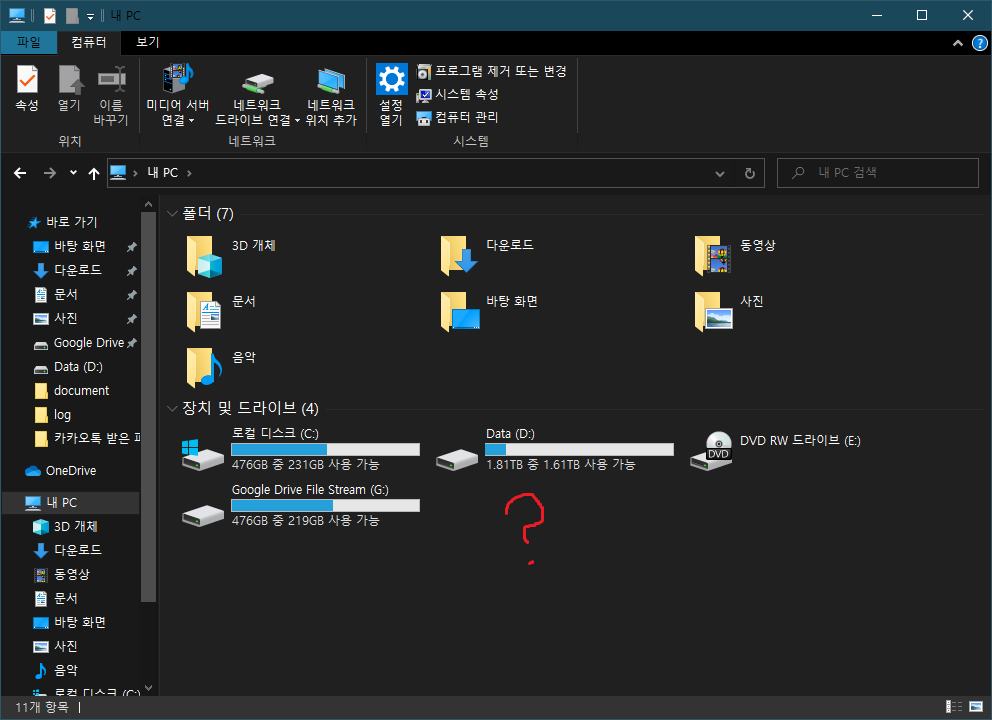 내 PC
파일
컴퓨터
보기
?
속성
열기
이름
바꾸기
위치
미디어 서버
연결
네트워크
드라이브 연결
네트워크
위치 추가
네트워크
설정
열기
프로그램 제거 또는 변경
시스템 속성
컴퓨터 관리
시스템
내 PC
내 PC 검색
바로 가기
바탕 화면
다운로드
문서
사진
Google Drive
Data (D:)
document
log
카카오톡 받은
OneDrive
내 PC
3D 개체
다운로드
동영상
문서
바탕 화면
사진
음악
로컬 디스크 (C:)
폴더 (7)
3D 개체
다운로드
동영상
문서
바탕 화면
사진
음악
장치 및 드라이브 (4)
로컬 디스크 (C:)
476GB 중 231GB 사용 가능
Data (D:)
1.81TB 중 1.61TB 사용 가능
DVD
DVD RW 드라이브 (E:)
Google Drive File Stream (G:)
476GB 중 219GB 사용 가능
?
11개 항목